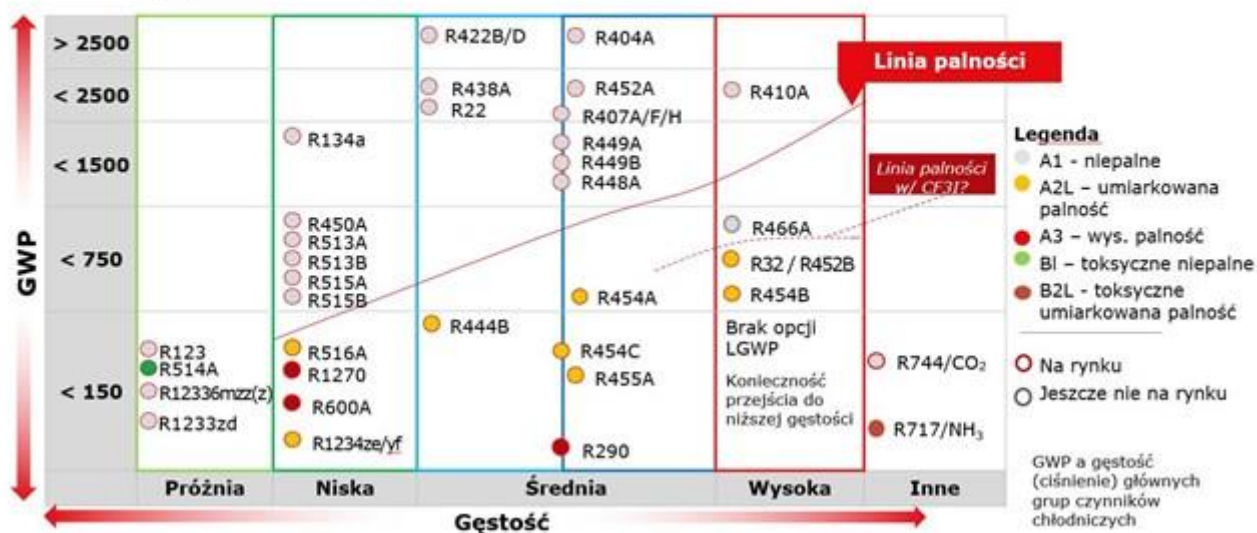 GWP
> 2500
< 2500
< 1500
< 750
< 150
R422B/D
R404A
Linia palności
R438A
R22
R452A
R407A/F/H
R410A
R134a
R449A
R449B
R448A
Linia palności
w/ CF3I?
R450A
R513A
R513B
R515A
R515B
R466A
R32 / R452B
R454A
R454B
R444B
Brak opcji
LGWP
Konieczność
przejścia do
niższej gęstości
R123
R514A
R12336mzz(z)
R1233zd
R516A
R1270
R600A
R1234ze/yf
R454C
R455A
R290
R744/CO₂
R717/NH₃
Próżnia
Niska
Średnia
Wysoka
Inne
Gęstość
Legenda
A1 - niepalne
A2L – umiarkowana
palność
A3 – wys. palność
Bl – toksyczne niepalne
B2L - toksyczne
umiarkowana palność
Na rynku
Jeszcze nie na rynku
GWP a gęstość
(ciśnienie) głównych
grup czynników
chłodniczych